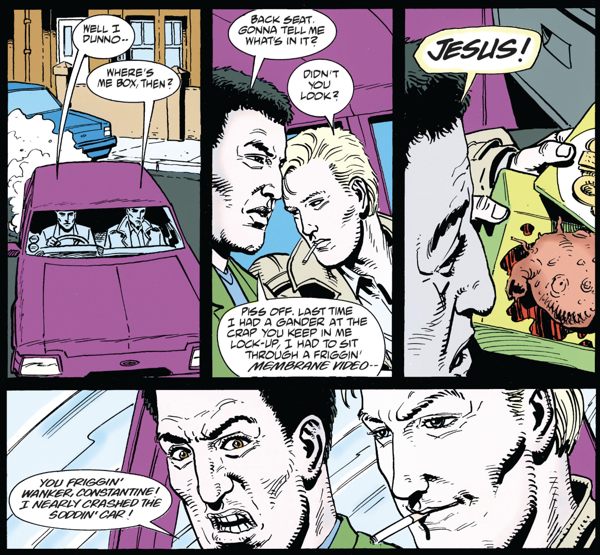 WELL I
DUNNO--
WHERE'S
ME BOX, THEN?
BACK SEAT.
GONNA TELL ME
WHAT'S IN IT?
DIDN'T
YOU
LOOK?
PISS OFF. LAST TIME
I HAD A GANDER AT THE
CRAP YOU KEEP IN ME
LOCK-UP, I HAD TO SIT
THROUGH A FRIGGIN'
MEMBRANE VIDEO--
JESUS!
YOU FRIGGIN'
WANKER, CONSTANTINE!
I NEARLY CRASHED THE
SODDIN' CAR!